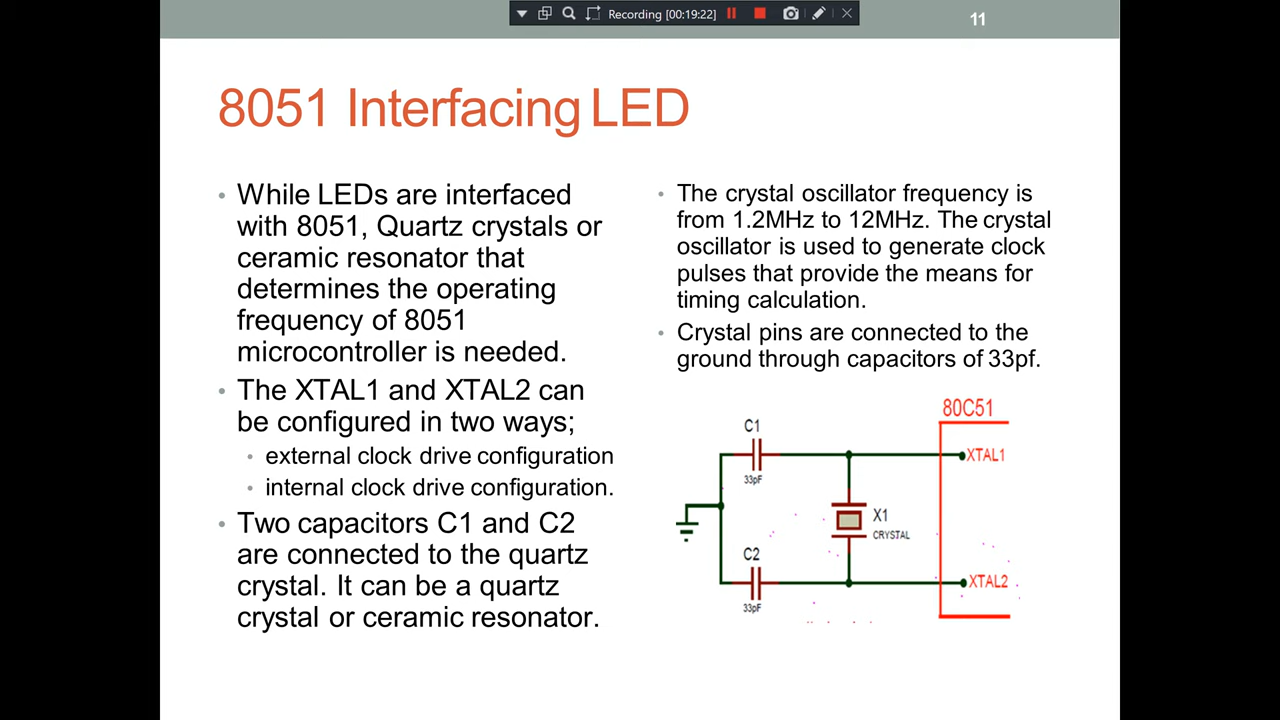 Recording [00:19:22]
11
8051 Interfacing LED
• While LEDs are interfaced
with 8051, Quartz crystals or
ceramic resonator that
determines the operating
frequency of 8051
microcontroller is needed.
• The XTAL1 and XTAL2 can
be configured in two ways;
• external clock drive configuration
• internal clock drive configuration.
• Two capacitors C1 and C2
are connected to the quartz
crystal. It can be a quartz
crystal or ceramic resonator.
• The crystal oscillator frequency is
from 1.2MHz to 12MHz. The crystal
oscillator is used to generate clock
pulses that provide the means for
timing calculation.
• Crystal pins are connected to the
ground through capacitors of 33pf.
80C51
C1
33pF
XTAL1
X1
CRYSTAL
C2
33pF
XTAL2